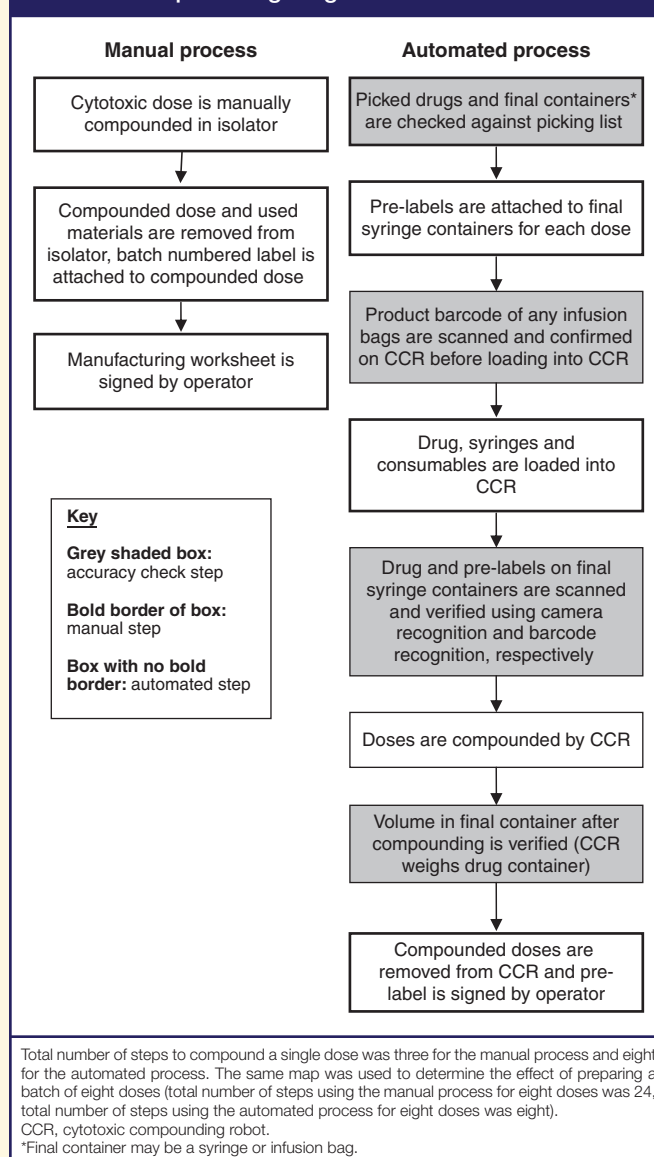 Manual process
Cytotoxic dose is manually
compounded in isolator
Compounded dose and used
materials are removed from
isolator, batch numbered label is
attached to compounded dose
Manufacturing worksheet is
signed by operator
Key
Grey shaded box:
accuracy check step
Bold border of box:
manual step
Box with no bold
border: automated step
Automated process
Picked drugs and final containers*
are checked against picking list
Pre-labels are attached to final
syringe containers for each dose
Product barcode of any infusion
bags are scanned and confirmed
on CCR before loading into CCR
Drug, syringes and
consumables are loaded into
CCR
Drug and pre-labels on final
syringe containers are scanned
and verified using camera
recognition and barcode
recognition, respectively
Doses are compounded by CCR
Volume in final container after
compounding is verified (CCR
weighs drug container)
Compounded doses are
removed from CCR and pre-
label is signed by operator
Total number of steps to compound a single dose was three for the manual process and eight
for the automated process. The same map was used to determine the effect of preparing a
batch of eight doses (total number of steps using the manual process for eight doses was 24,
total number of steps using the automated process for eight doses was eight).
CCR, cytotoxic compounding robot.
*Final container may be a syringe or infusion bag.